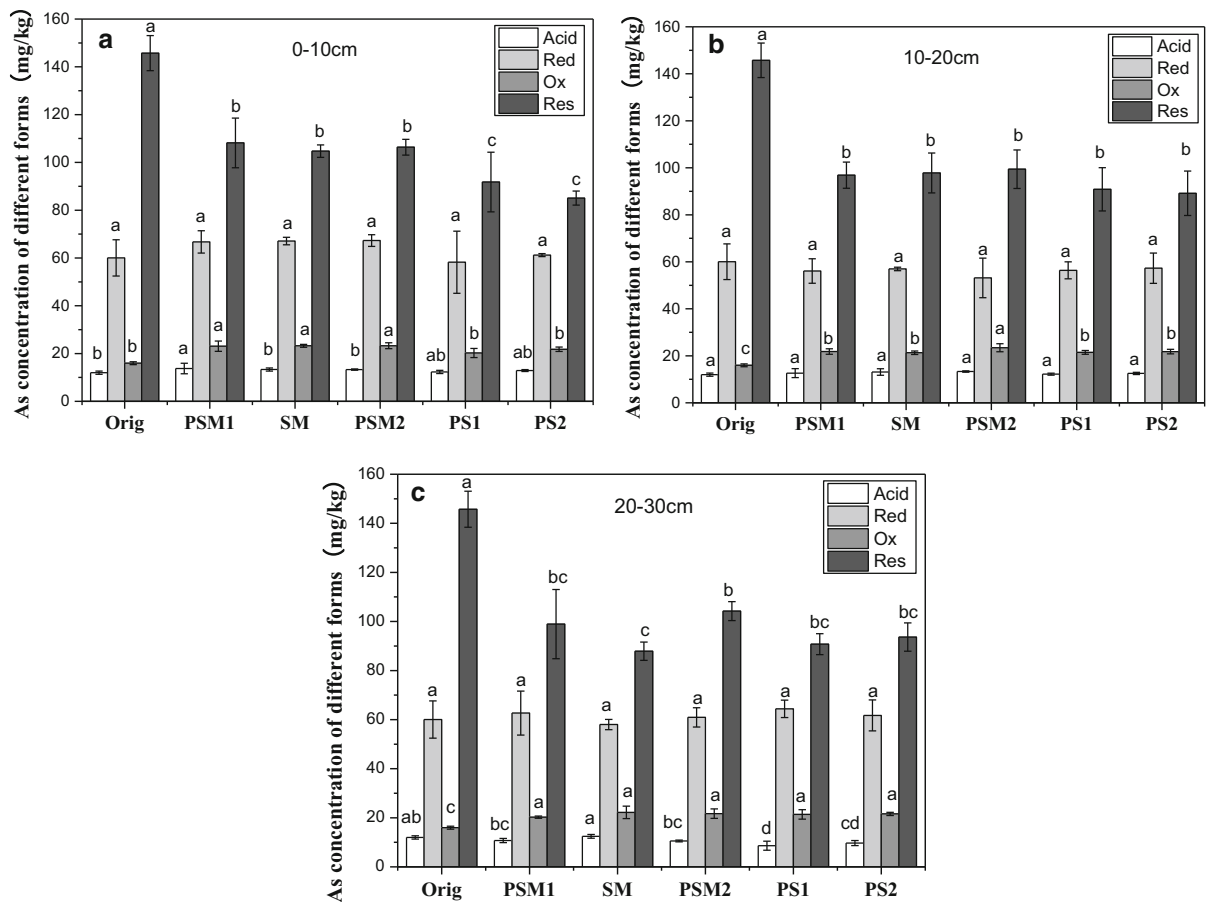 a
0-10cm
Acid
Red
Ox
Res
As concentration of different forms (mg/kg)
160
140
120
100
80
60
40
20
0
b a b a
a a a b
b a a b
b a a b
ab a b c
ab a b c
Orig PSM1 SM PSM2 PS1 PS2
b
10-20cm
Acid
Red
Ox
Res
As concentration of different forms (mg/kg)
160
140
120
100
80
60
40
20
0
a a c a
a a b b
a a b b
a a a b
a a b b
a a b b
Orig PSM1 SM PSM2 PS1 PS2
c
20-30cm
Acid
Red
Ox
Res
As concentration of different forms (mg/kg)
160
140
120
100
80
60
40
20
0
ab a c a
bc a a bc
a a a c
bc a a b
d a a bc
cd a a bc
Orig PSM1 SM PSM2 PS1 PS2